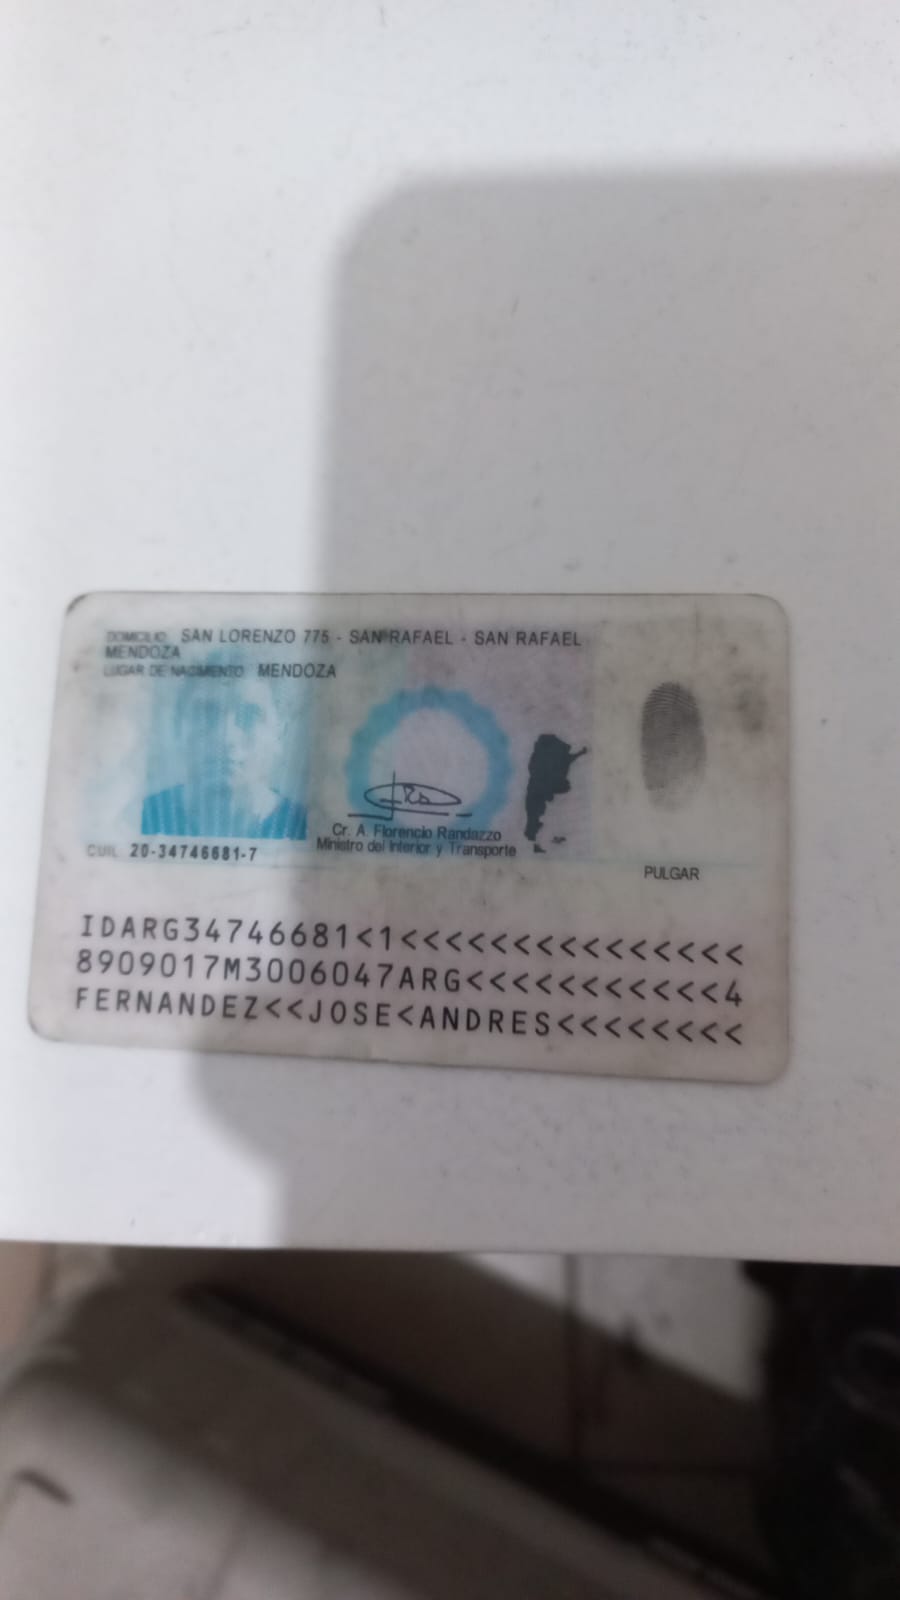 DOMICILIO SAN LORENZO 775 - SAN RAFAEL - SAN RAFAEL
MENDOZA
LUGAR DE NACIMIENTO MENDOZA
Cr. A. Florencio Randazzo
Ministro del Interior y Transporte
CUIL 20-34746681-7
PULGAR
IDARG34746681<1<<<<<<<<<<<<<<<
8909017M3006047ARG<<<<<<<<<<<4
FERNANDEZ<<JOSE<ANDRES<<<<<<<<